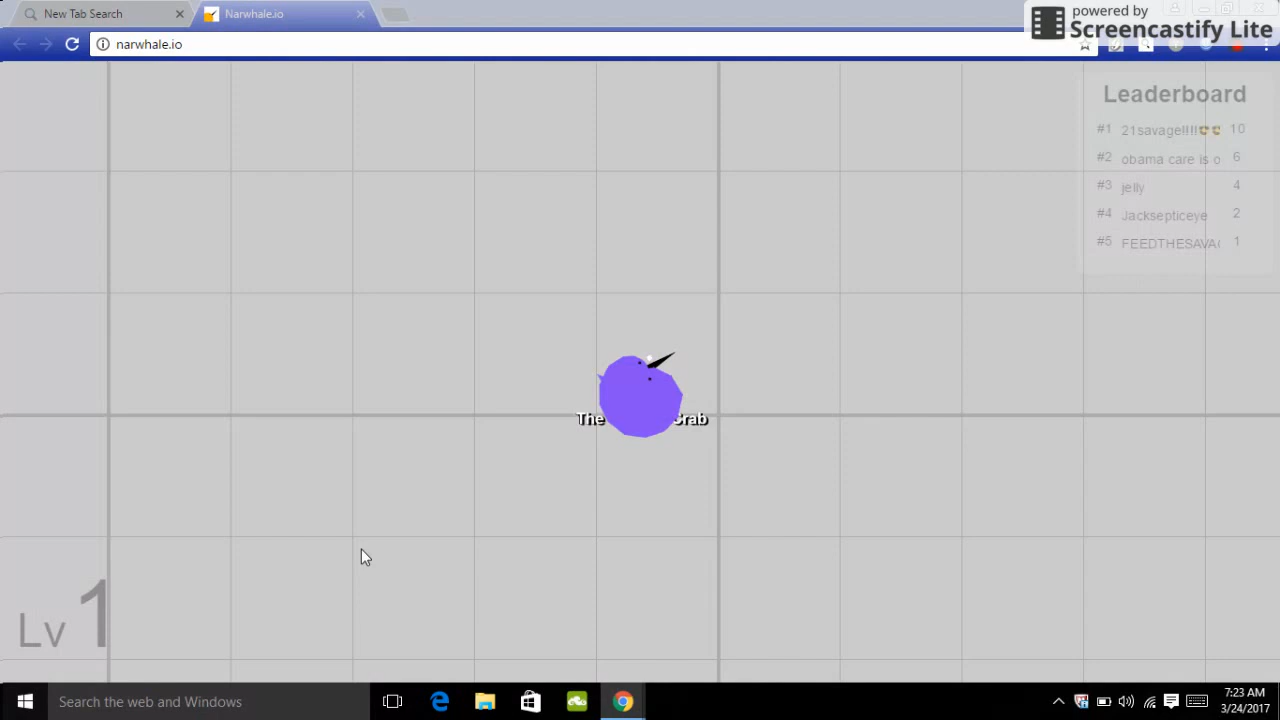 New Tab Search
Narwhale.io
powered by
Screencastify Lite
narwhale.io
Leaderboard
#1 21savage!!!! 10
#2 obama care is o 6
#3 jelly 4
#4 Jacksepticeye 2
#5 FEEDTHESAVAG 1
The
Lv 1
Search the web and Windows
7:23 AM
3/24/2017